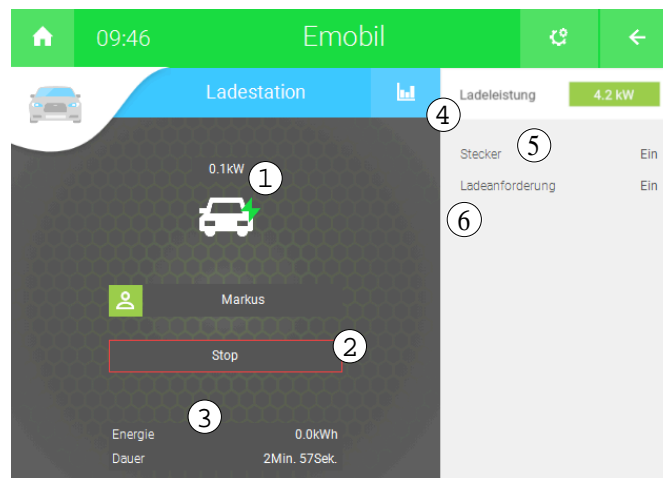 09:46 Emobil
Ladestation
Ladeleistung 4.2 kW
4
Stecker 5 Ein
0.1kW 1
Ladeanforderung Ein
6
Markus
Stop 2
3
Energie 0.0kWh
Dauer 2Min. 57Sek.